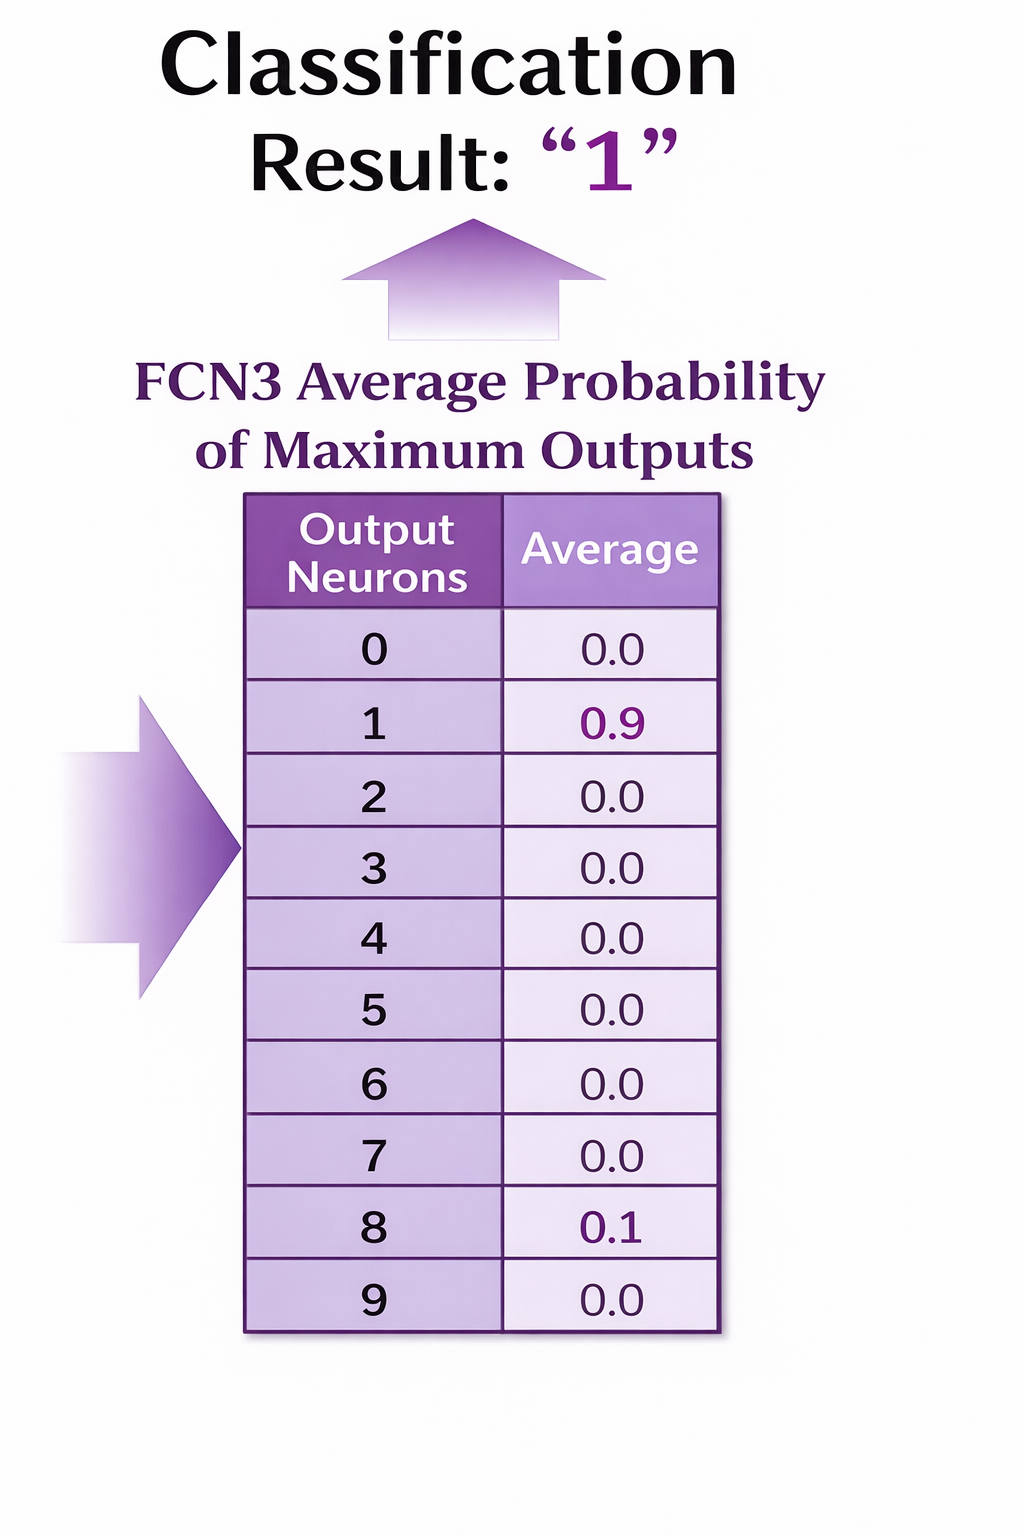 Classification
Result: “1”
FCN3 Average Probability
of Maximum Outputs
Output
Neurons
Average
0 0.0
1 0.9
2 0.0
3 0.0
4 0.0
5 0.0
6 0.0
7 0.0
8 0.1
9 0.0